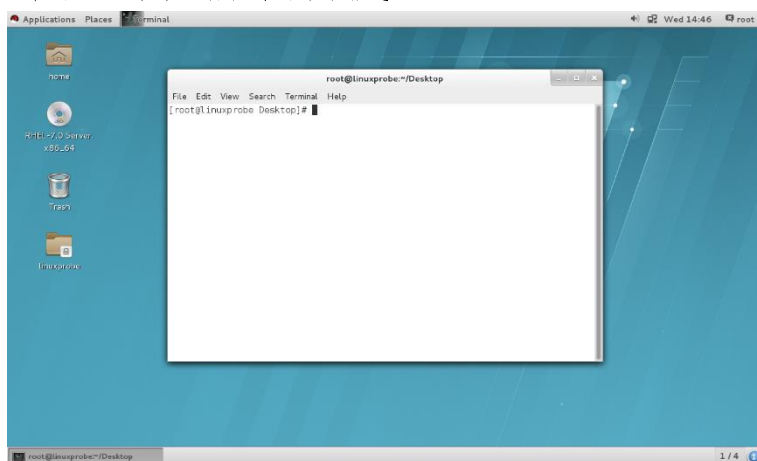 Applications Places Terminal Wed 14:46 root
home
root@linuxprobe:~/Desktop
File Edit View Search Terminal Help
[root@linuxprobe Desktop]#
RHEL-7.0 Server.
x86_64
Trash
linuxprobe
root@linuxprobe:~/Desktop 1 / 4